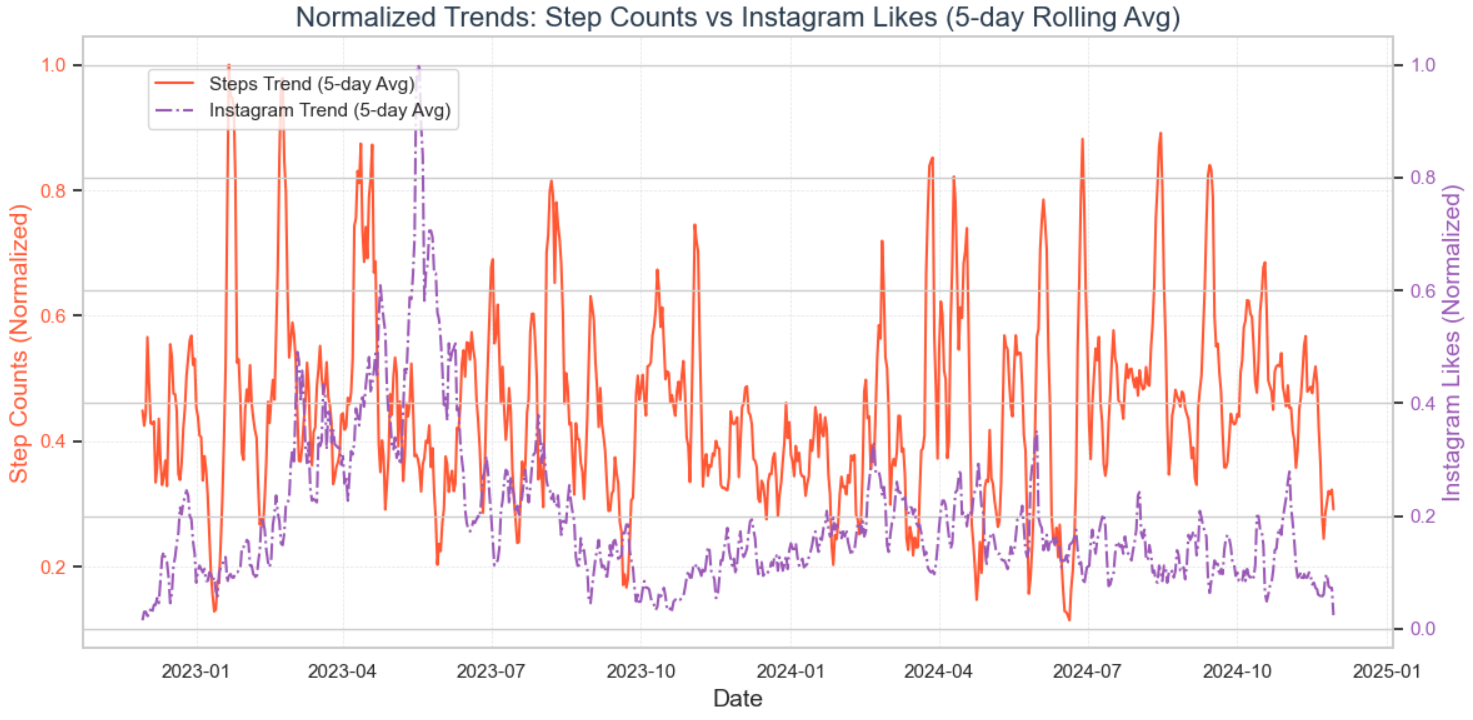 Normalized Trends: Step Counts vs Instagram Likes (5-day Rolling Avg)
Steps Trend (5-day Avg)
Instagram Trend (5-day Avg)
Step Counts (Normalized)
1.0
0.8
0.6
0.4
0.2
Instagram Likes (Normalized)
1.0
0.8
0.6
0.4
0.2
0.0
2023-01 2023-04 2023-07 2023-10 2024-01 2024-04 2024-07 2024-10 2025-01
Date